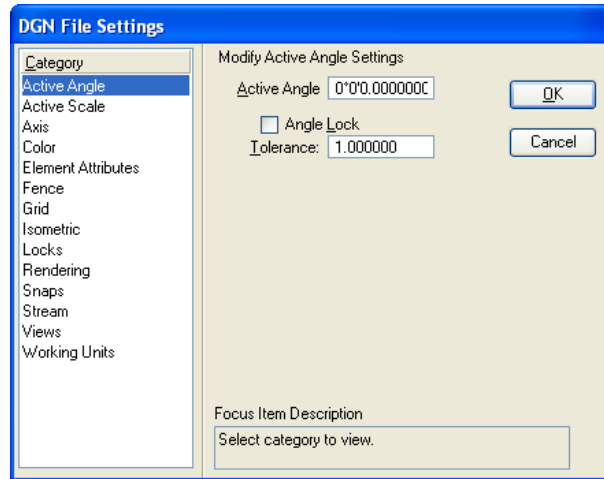 DGN File Settings
Category
Active Angle
Active Scale
Axis
Color
Element Attributes
Fence
Grid
Isometric
Locks
Rendering
Snaps
Stream
Views
Working Units
Modify Active Angle Settings
Active Angle 0°0'0.000000C
Angle Lock
Tolerance: 1.000000
OK
Cancel
Focus Item Description
Select category to view.